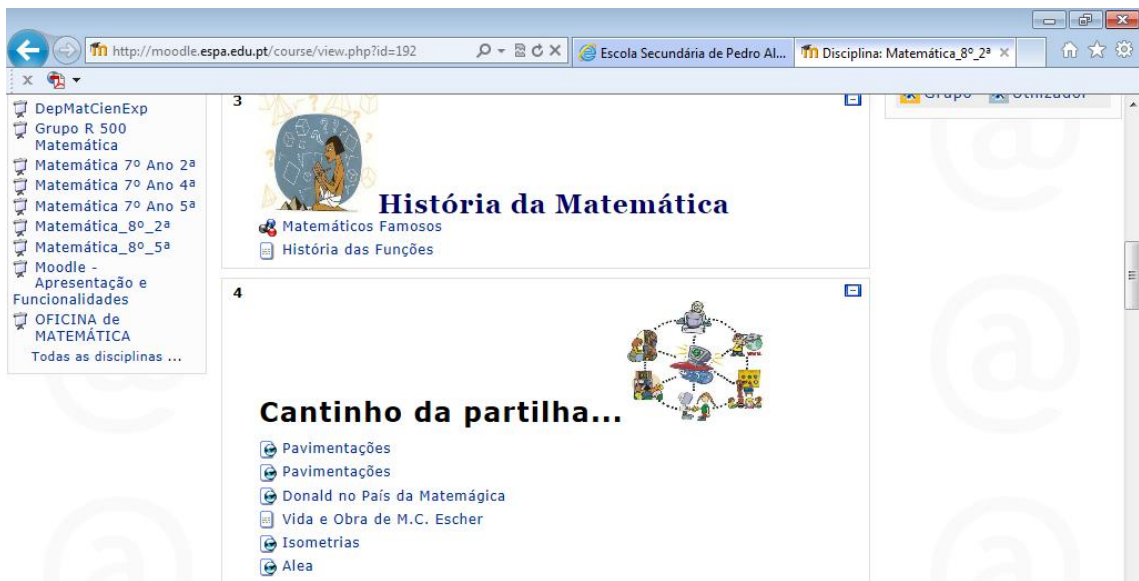 http://moodle.espa.edu.pt/course/view.php?id=192
Escola Secundária de Pedro Al...
Disciplina: Matemática_8º_2ª
DepMatCienExp
Grupo R 500
Matemática
Matemática 7º Ano 2ª
Matemática 7º Ano 4ª
Matemática 7º Ano 5ª
Matemática_8º_2ª
Matemática_8º_5ª
Moodle -
Apresentação e
Funcionalidades
OFICINA de
MATEMÁTICA
Todas as disciplinas ...
3
História da Matemática
Matemáticos Famosos
História das Funções
4
Cantinho da partilha...
Pavimentações
Pavimentações
Donald no País da Matemágica
Vida e Obra de M.C. Escher
Isometrias
Alea
Grupo
Utilizador